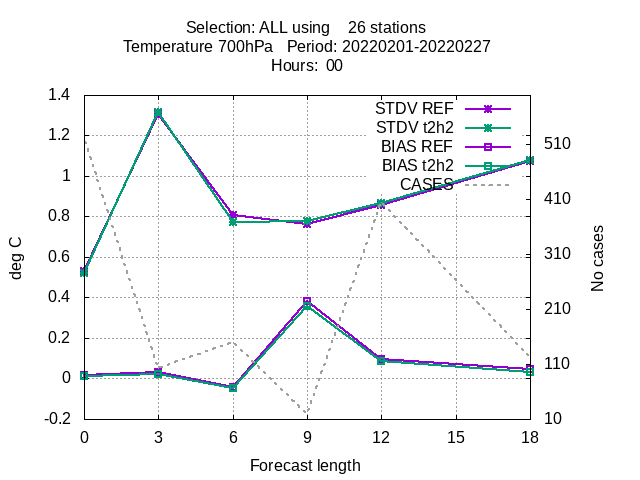 Selection: ALL using    26 stations
Temperature 700hPa   Period: 20220201-20220227
Hours:  00
1.4
1.2
1
0.8
0.6
0.4
0.2
0
-0.2
deg C
STDV REF
STDV t2h2
BIAS REF
BIAS t2h2
CASES
510
410
310
210
110
10
No cases
0 3 6 9 12 15 18
Forecast length